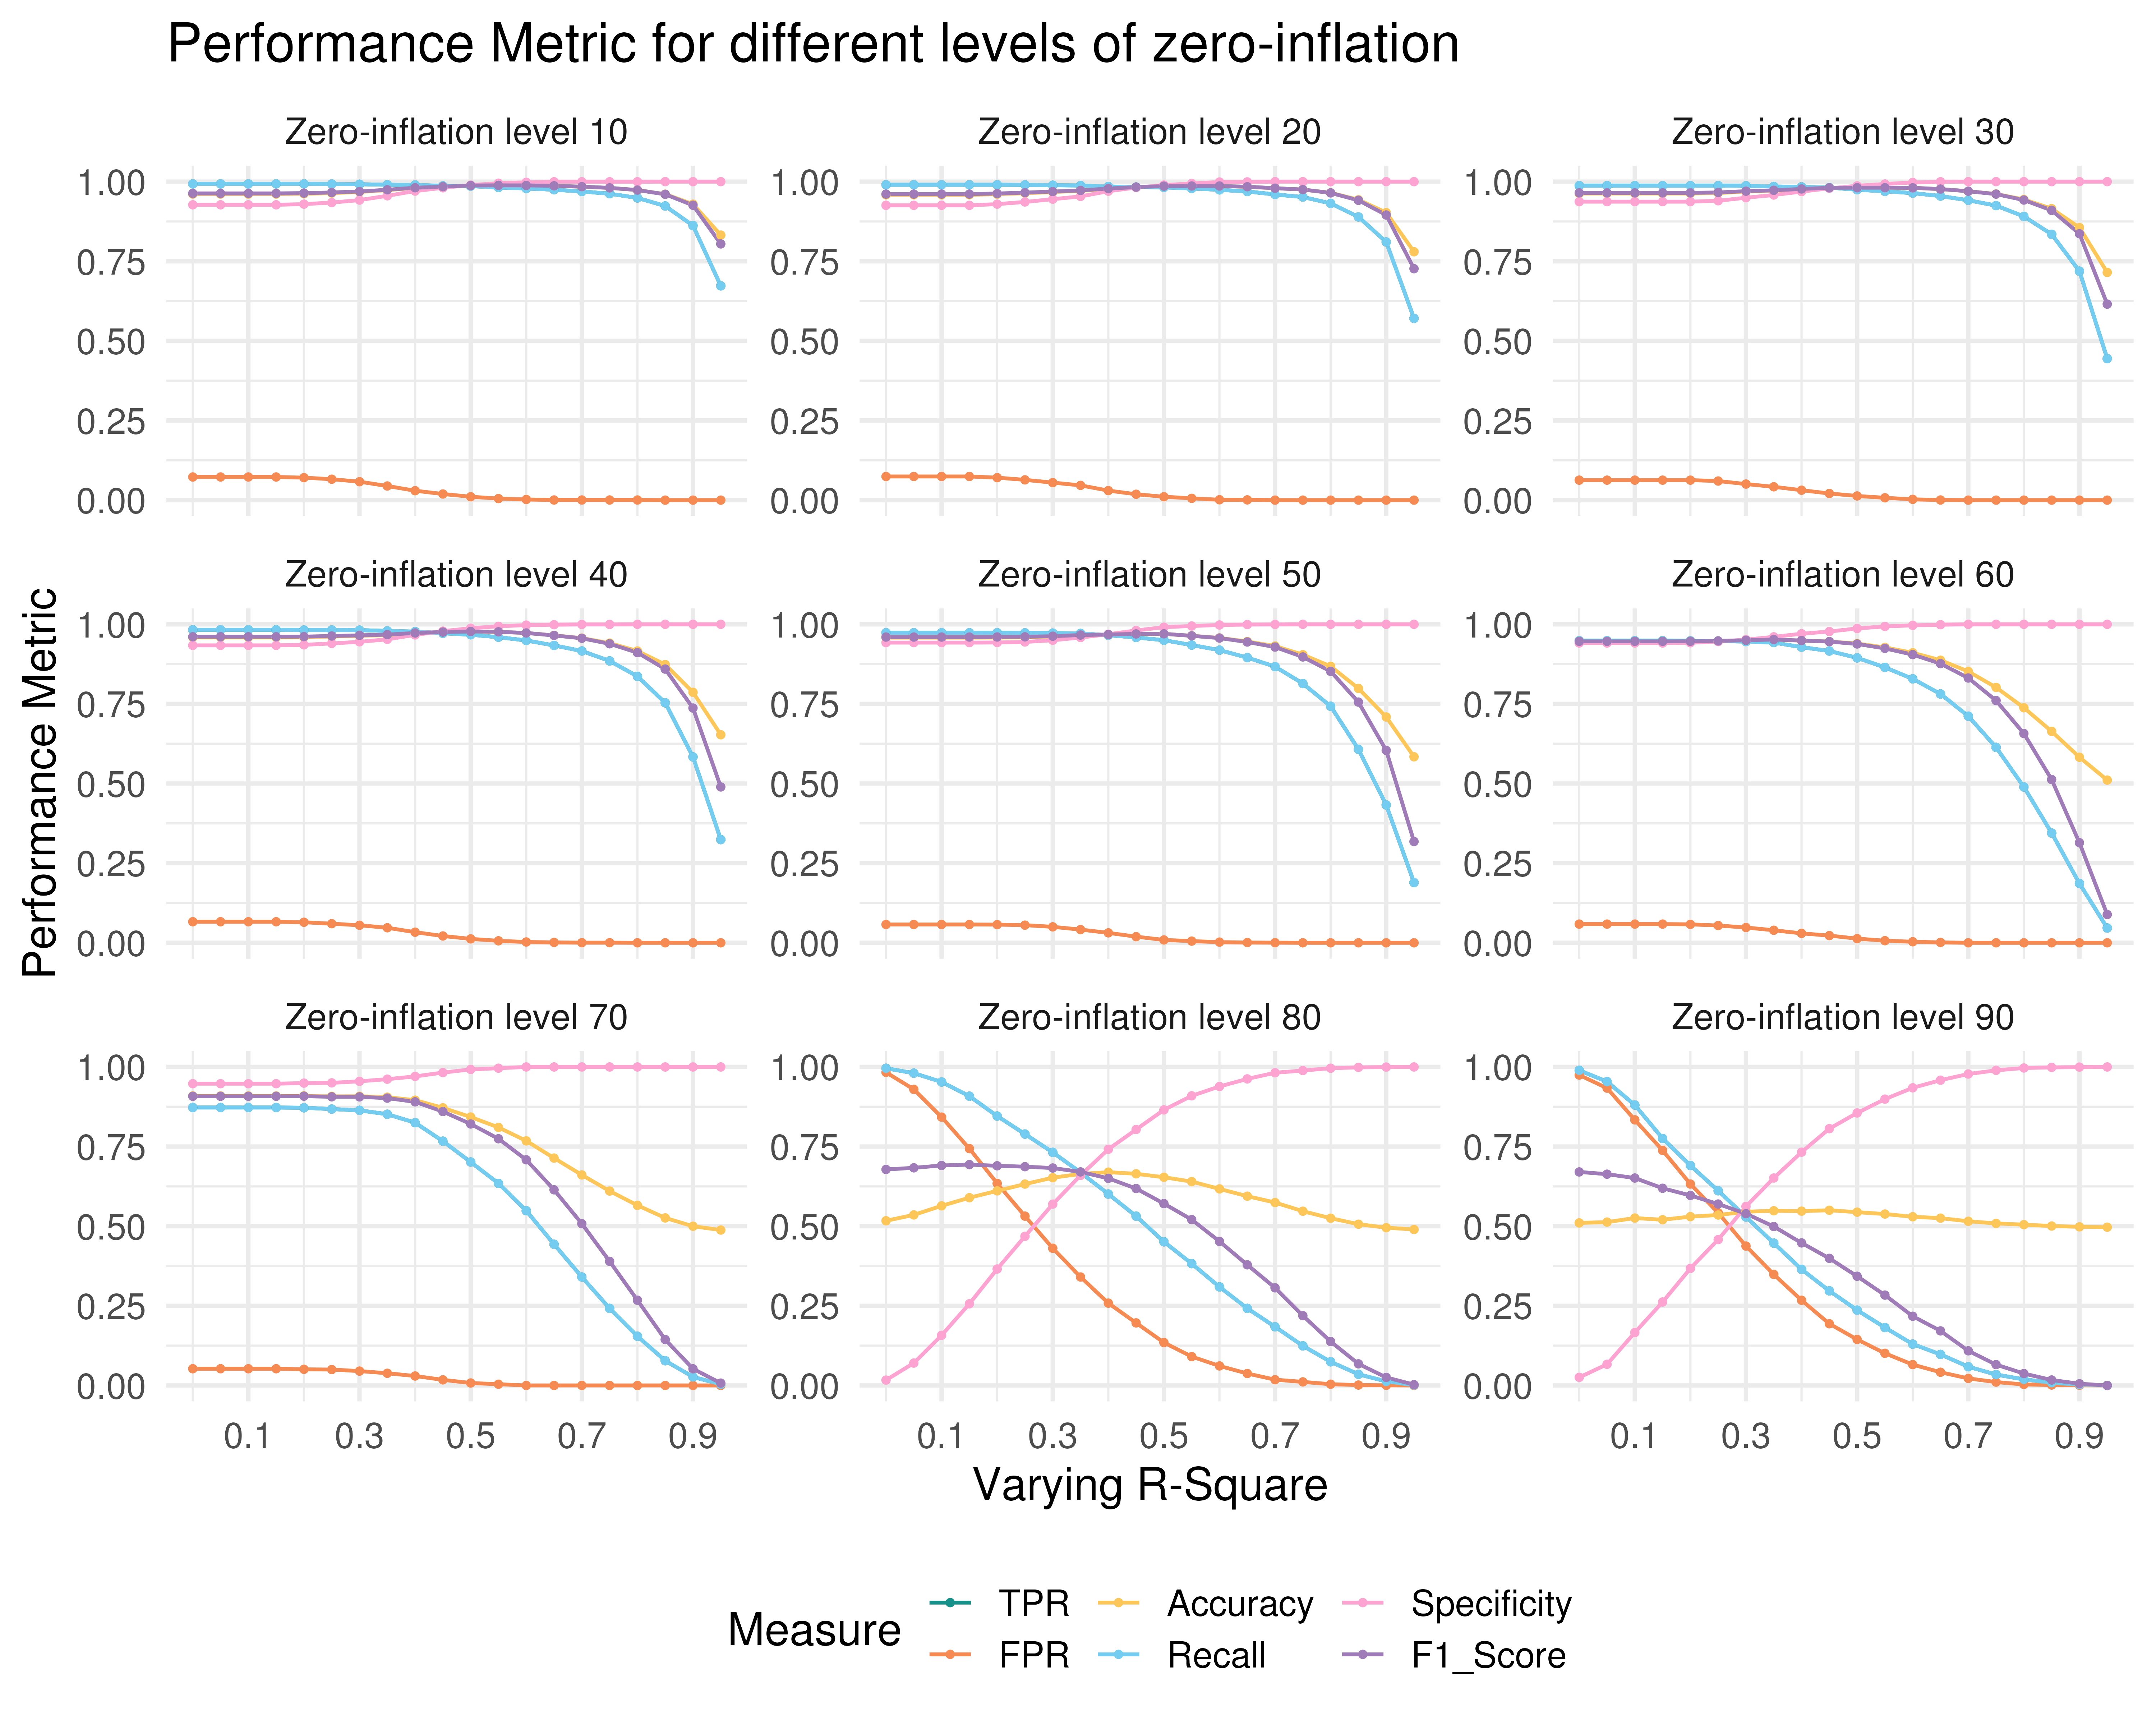 Performance Metric for different levels of zero-inflation
Zero-inflation level 10
Zero-inflation level 20
Zero-inflation level 30
1.00
0.75
0.50
0.25
0.00
1.00
0.75
0.50
0.25
0.00
1.00
0.75
0.50
0.25
0.00
Performance Metric
Zero-inflation level 40
Zero-inflation level 50
Zero-inflation level 60
1.00
0.75
0.50
0.25
0.00
1.00
0.75
0.50
0.25
0.00
1.00
0.75
0.50
0.25
0.00
Zero-inflation level 70
Zero-inflation level 80
Zero-inflation level 90
1.00
0.75
0.50
0.25
0.00
1.00
0.75
0.50
0.25
0.00
1.00
0.75
0.50
0.25
0.00
0.1 0.3 0.5 0.7 0.9
0.1 0.3 0.5 0.7 0.9
0.1 0.3 0.5 0.7 0.9
Varying R-Square
Measure
TPR Accuracy Specificity
FPR Recall F1_Score